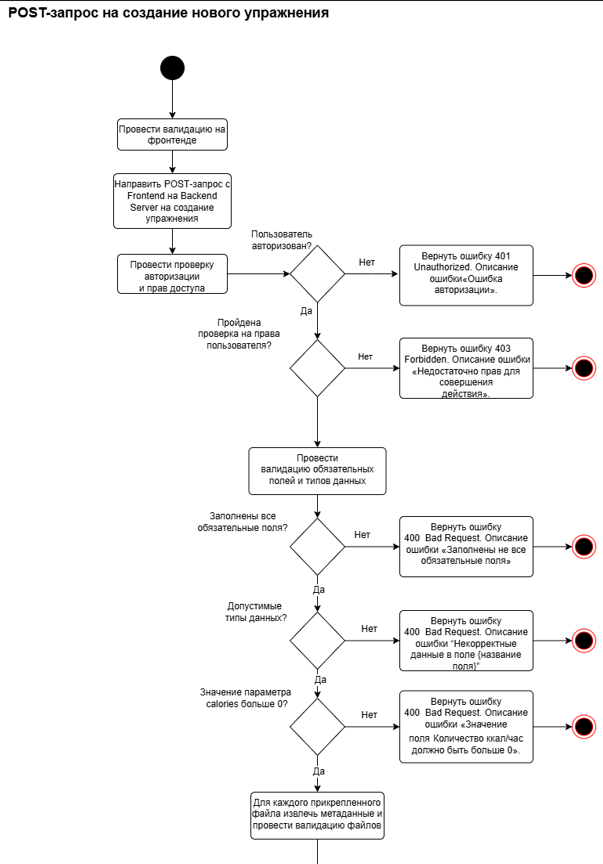 POST-запрос на создание нового упражнения
Провести валидацию на
фронтенде
Направить POST-запрос с
Frontend на Backend
Server на создание
упражнения
Провести проверку
авторизации
и прав доступа
Пользователь
авторизован?
Нет
Вернуть ошибку 401
Unauthorized. Описание
ошибки«Ошибка
авторизации».
Да
Пройдена
проверка на права
пользователя?
Нет
Вернуть ошибку 403
Forbidden. Описание ошибки
«Недостаточно прав для
совершения
действия».
Провести
валидацию обязательных
полей и типов данных
Заполнены все
обязательные поля?
Нет
Вернуть ошибку
400  Bad Request. Описание
ошибки «Заполнены не все
обязательные поля»
Да
Допустимые
типы данных?
Нет
Вернуть ошибку
400  Bad Request. Описание
ошибки "Некорректные
данные в поле {название
поля}"
Да
Значение параметра
calories больше 0?
Нет
Вернуть ошибку
400  Bad Request. Описание
ошибки «Значение
поля Количество ккал/час
должно быть больше 0».
Да
Для каждого прикрепленного
файла извлечь метаданные и
провести валидацию файлов